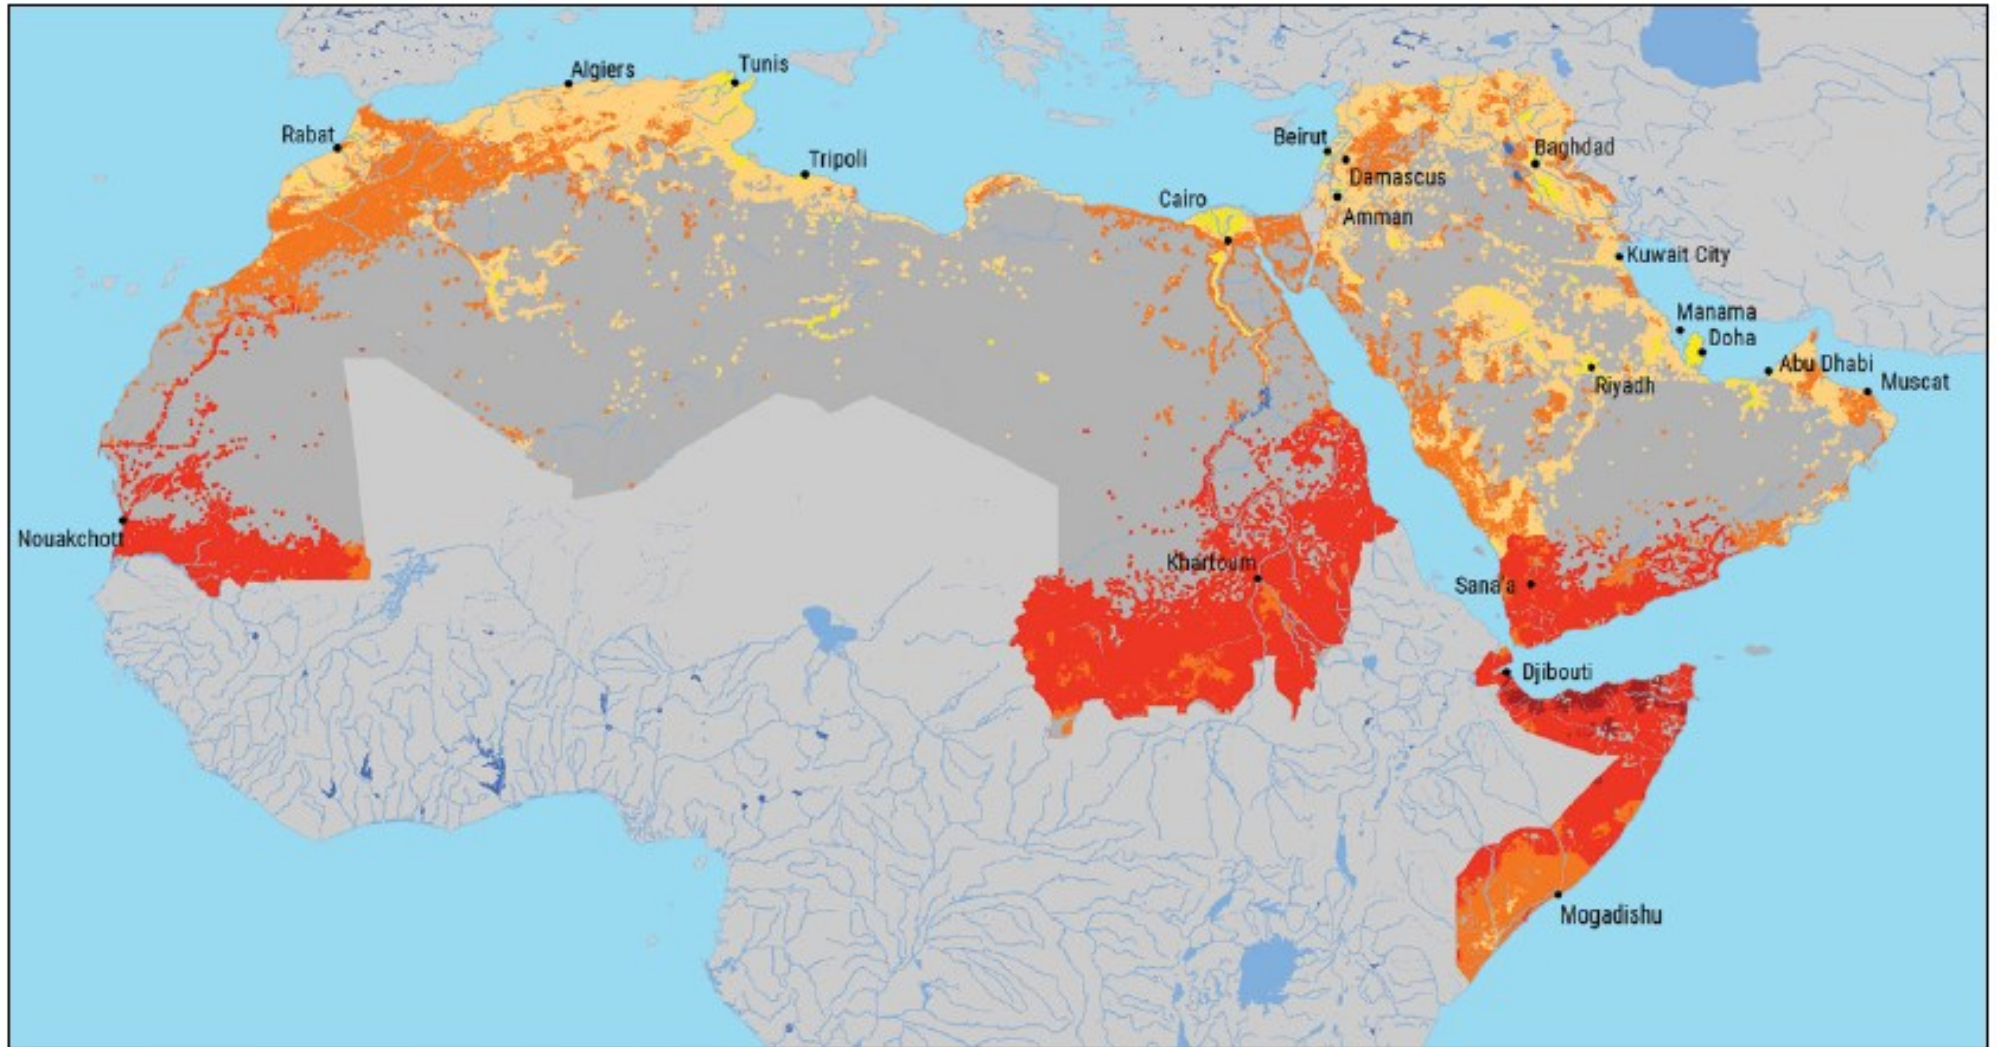 Algiers
Tunis
Rabat
Tripoli
Beirut
Baghdad
Damascus
Cairo
Amman
Kuwait City
Manama
Doha
Abu Dhabi
Riyadh
Muscat
Nouakchott
Khartoum
Sana'a
Djibouti
Mogadishu